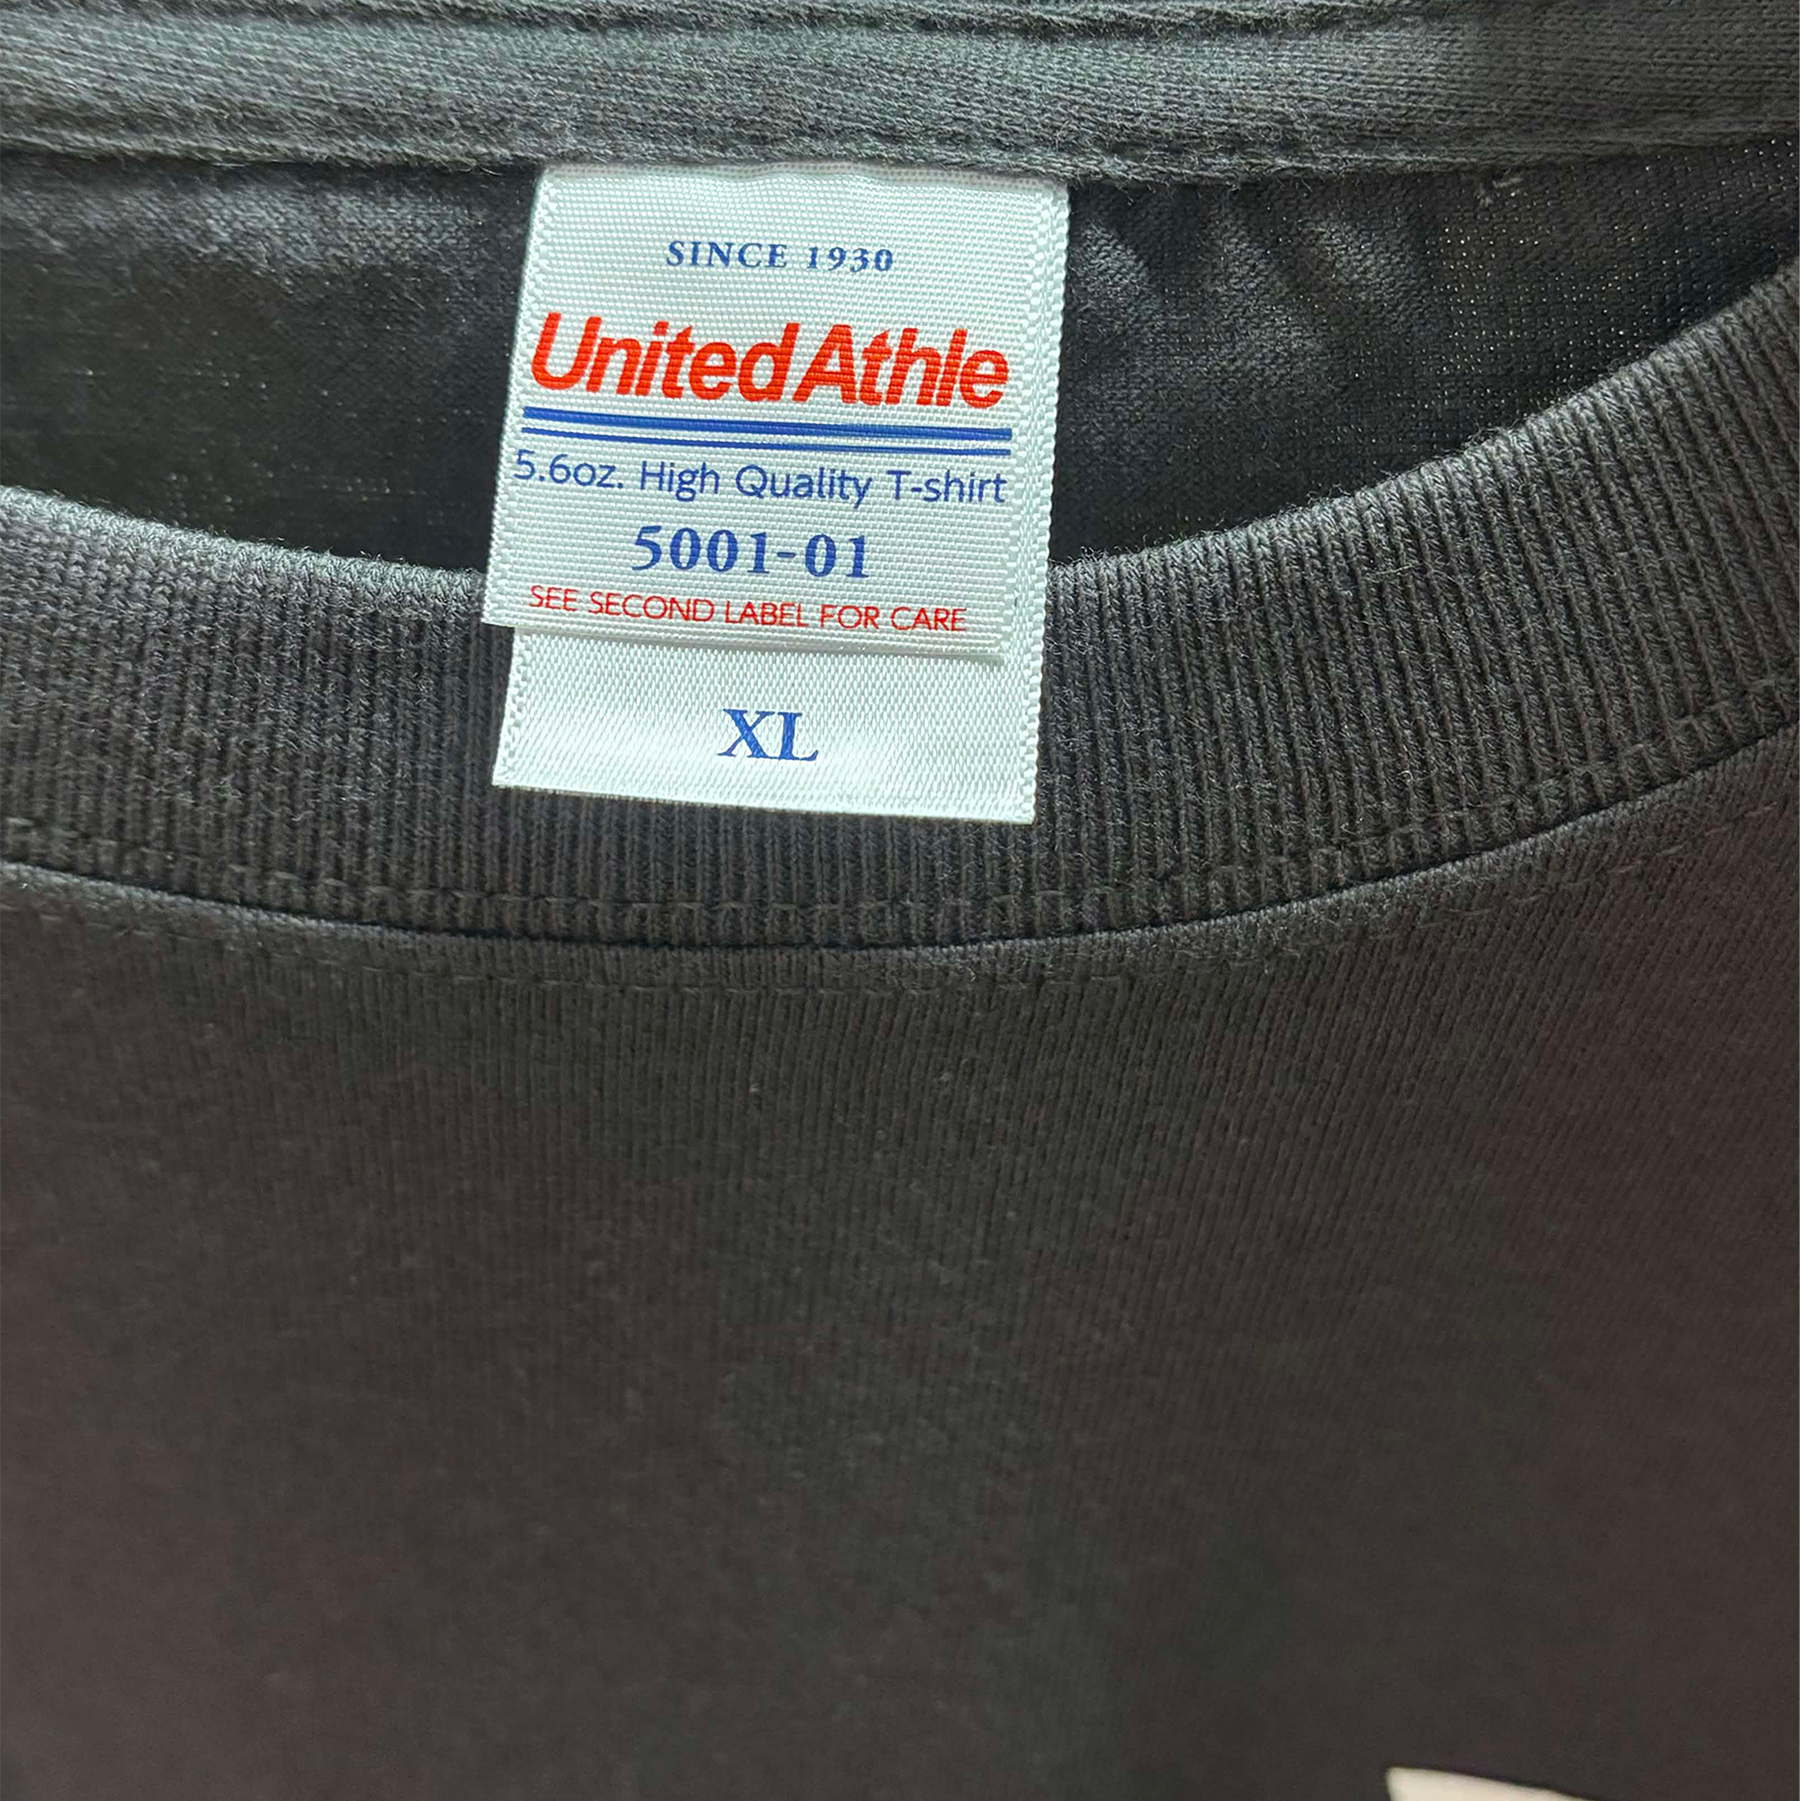 SINCE 1930
United Athle
5.6oz. High Quality T-shirt
5001-01
SEE SECOND LABEL FOR CARE
XL